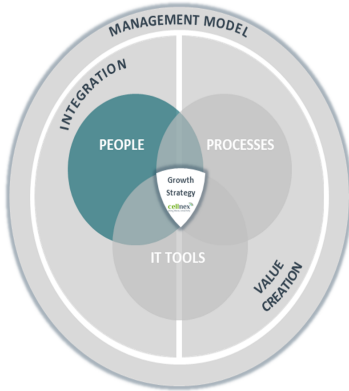 MANAGEMENT MODEL
INTEGRATION
PEOPLE
PROCESSES
Growth
Strategy
cellnex
IT TOOLS
VALUE
CREATION